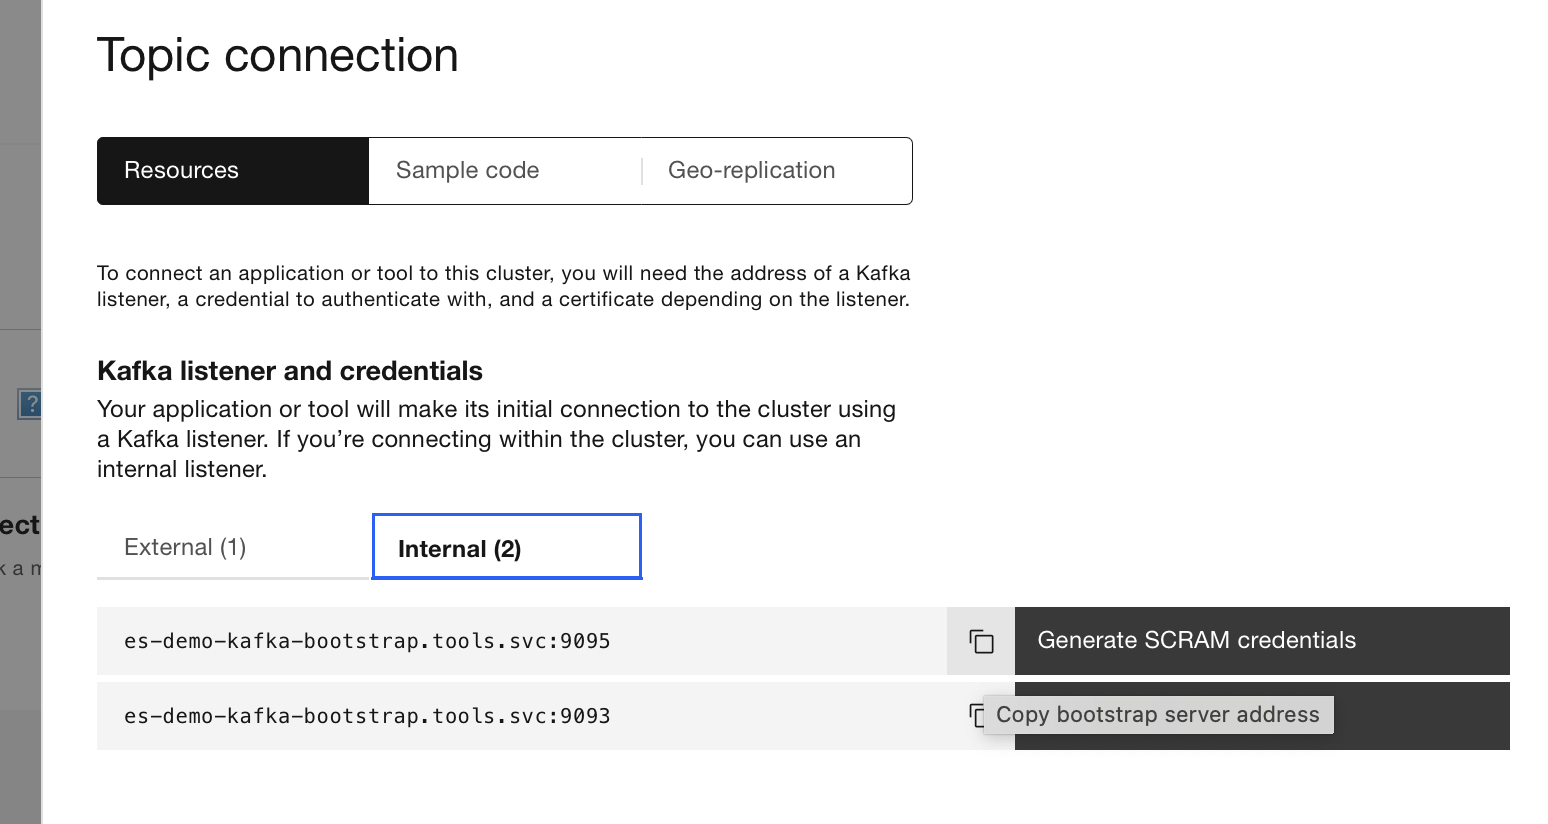 Topic connection
Resources
Sample code
Geo-replication
To connect an application or tool to this cluster, you will need the address of a Kafka
listener, a credential to authenticate with, and a certificate depending on the listener.
Kafka listener and credentials
Your application or tool will make its initial connection to the cluster using
a Kafka listener. If you’re connecting within the cluster, you can use an
internal listener.
?
ect
k a m
External (1)
Internal (2)
es-demo-kafka-bootstrap.tools.svc:9095
Generate SCRAM credentials
es-demo-kafka-bootstrap.tools.svc:9093
Copy bootstrap server address